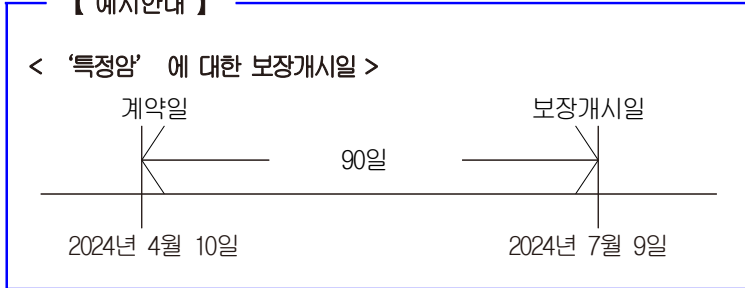 【 예시안내 】
< ‘특정암’ 에 대한 보장개시일 >
계약일 보장개시일
90일
2024년 4월 10일 2024년 7월 9일